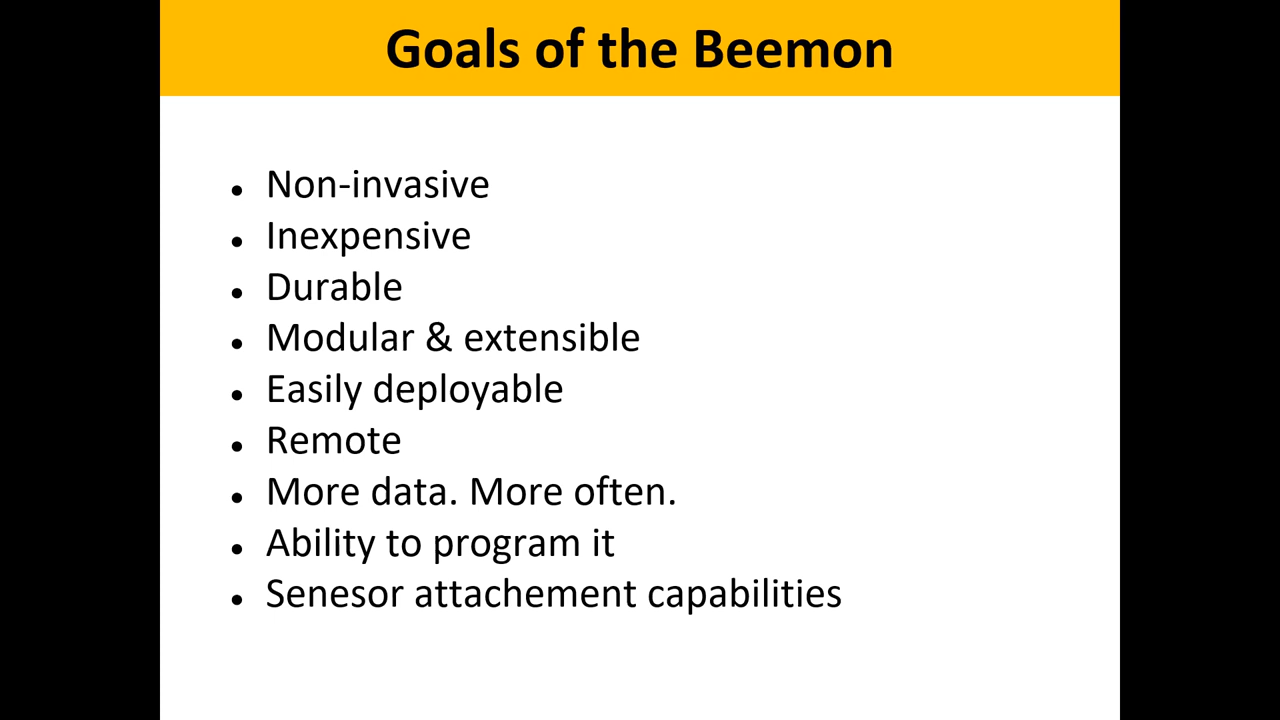 Goals of the Beemon
• Non-invasive
• Inexpensive
• Durable
• Modular & extensible
• Easily deployable
• Remote
• More data. More often.
• Ability to program it
• Senesor attachement capabilities